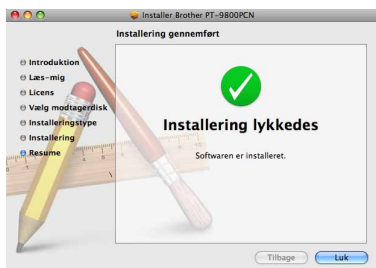 Installer Brother PT-9800PCN
Installering gennemført
Introduktion
Læs-mig
Licens
Vælg modtagerdisk
Installeringstype
Installering
Resume
Installering lykkedes
Softwaren er installeret.
Tilbage
Luk